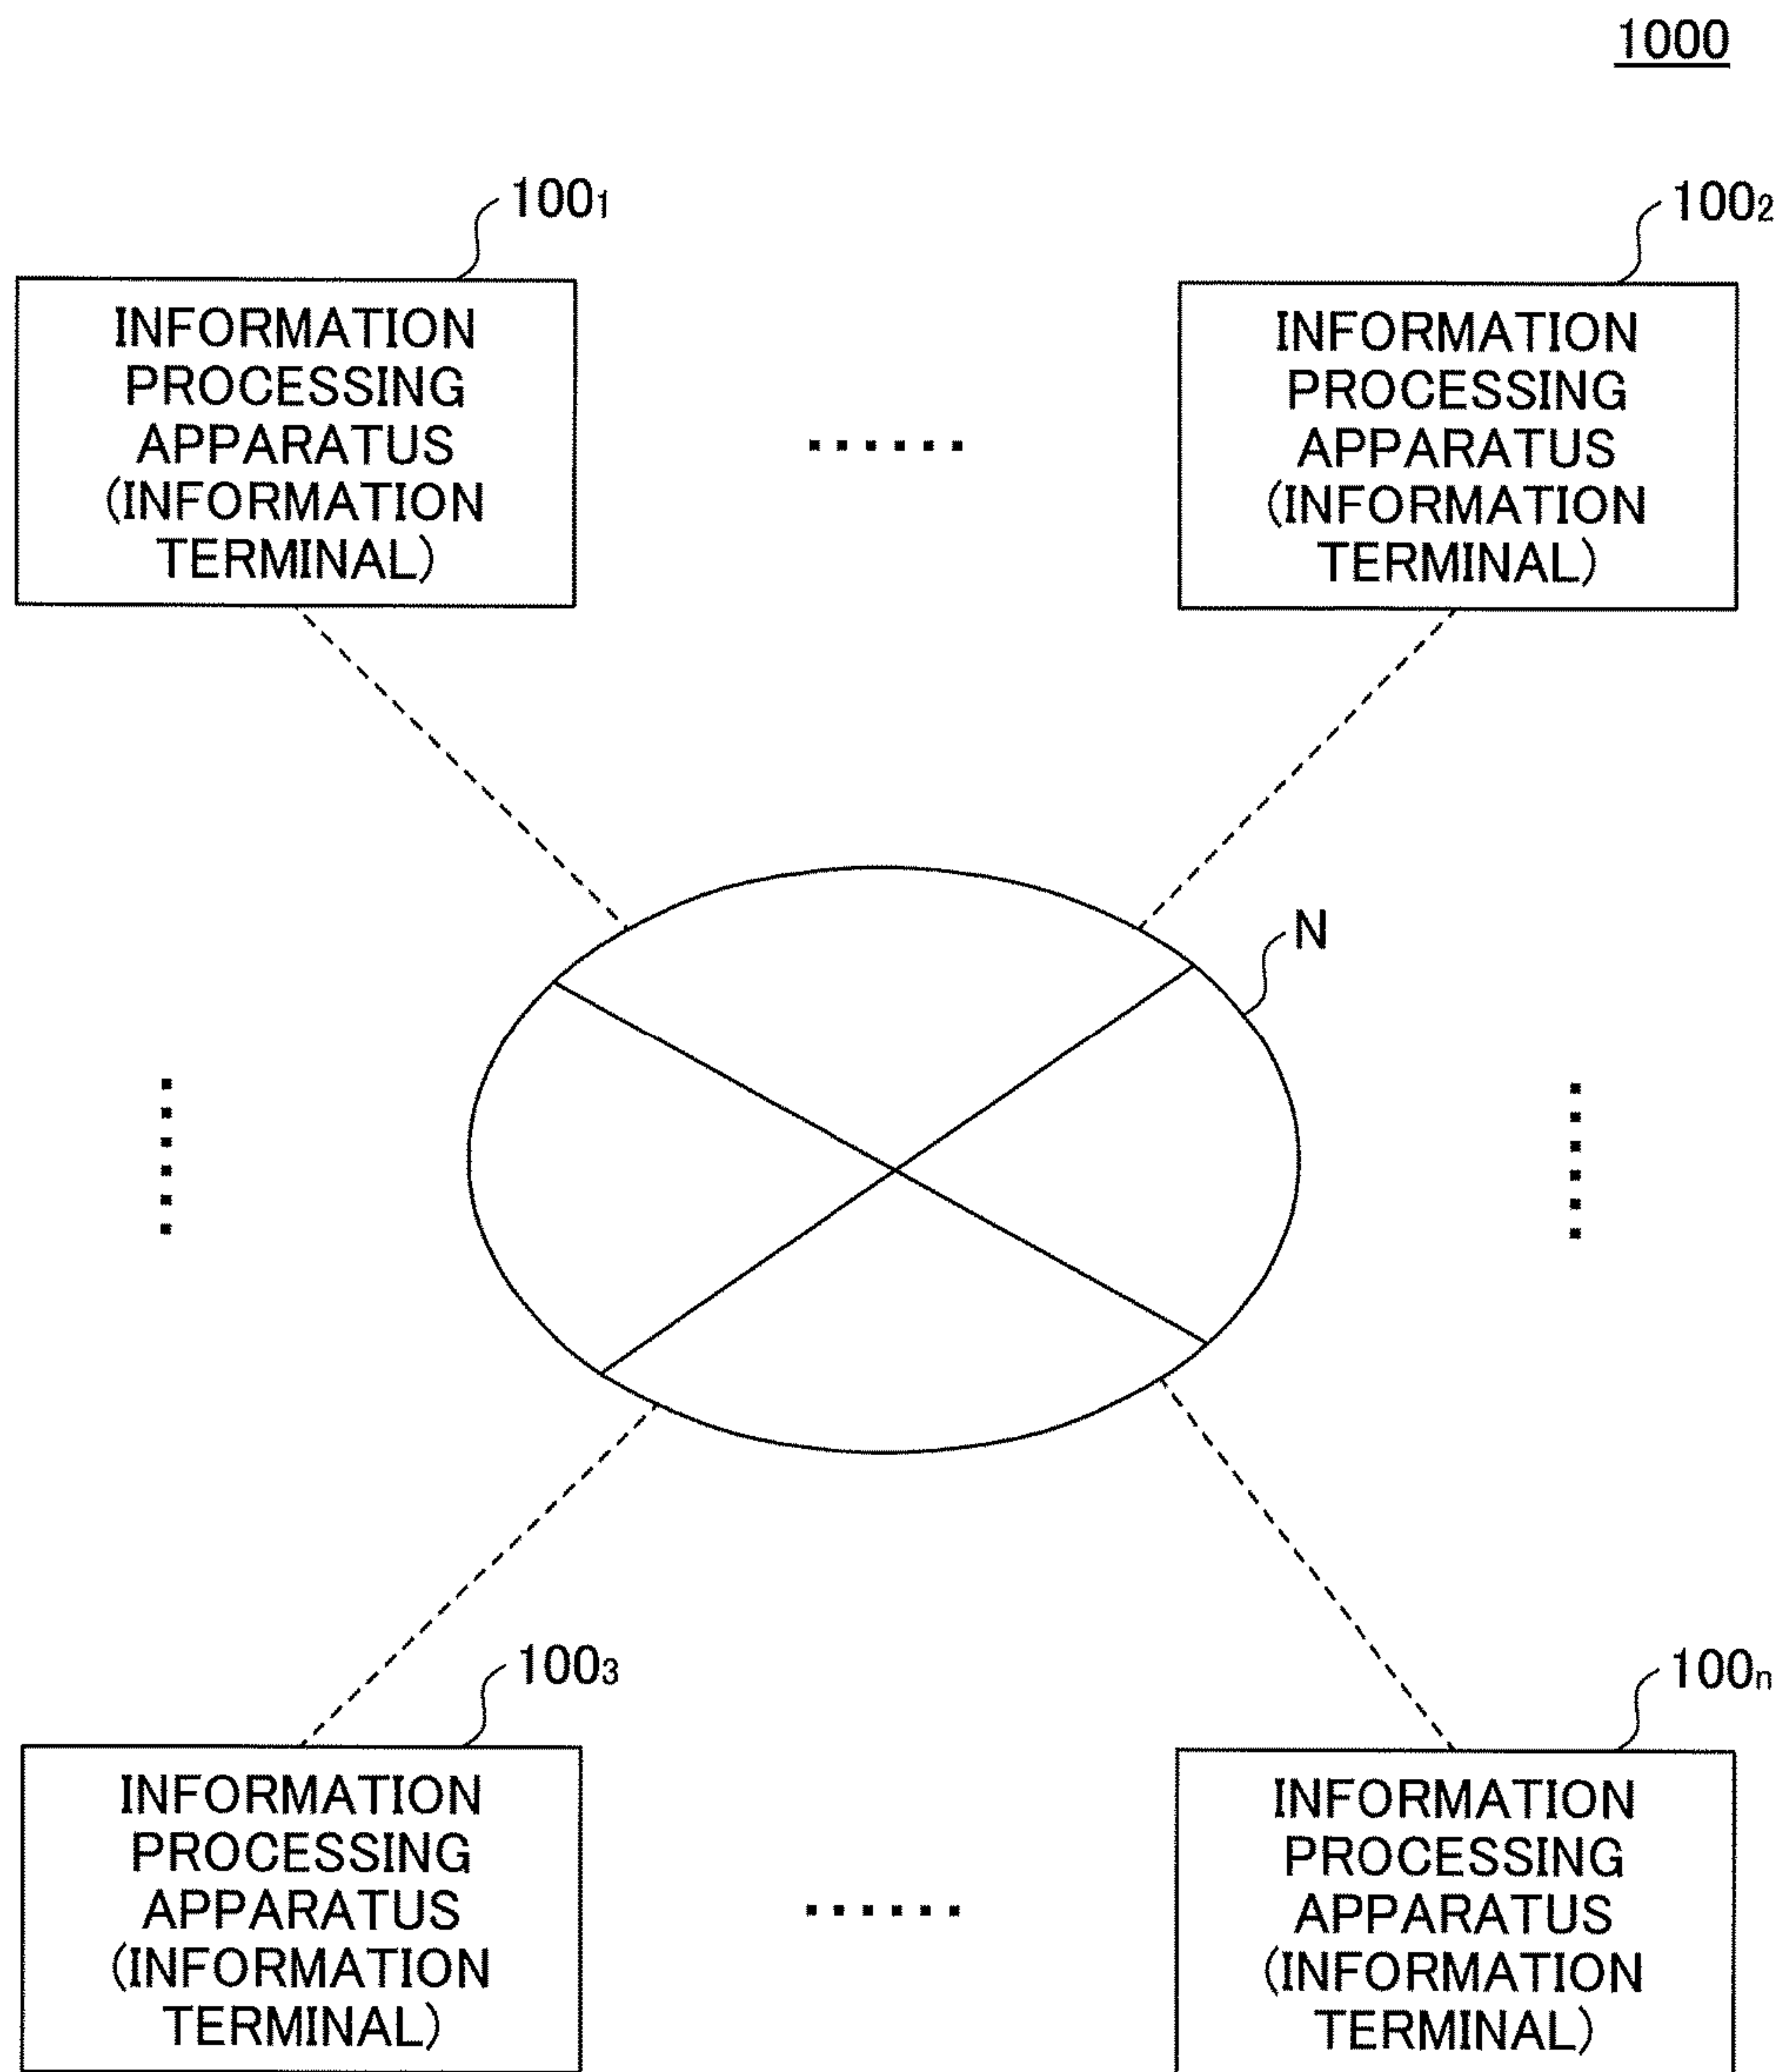 1000
100₁
INFORMATION
PROCESSING
APPARATUS
(INFORMATION
TERMINAL)
100₂
INFORMATION
PROCESSING
APPARATUS
(INFORMATION
TERMINAL)
N
100₃
INFORMATION
PROCESSING
APPARATUS
(INFORMATION
TERMINAL)
100ₙ
INFORMATION
PROCESSING
APPARATUS
(INFORMATION
TERMINAL)